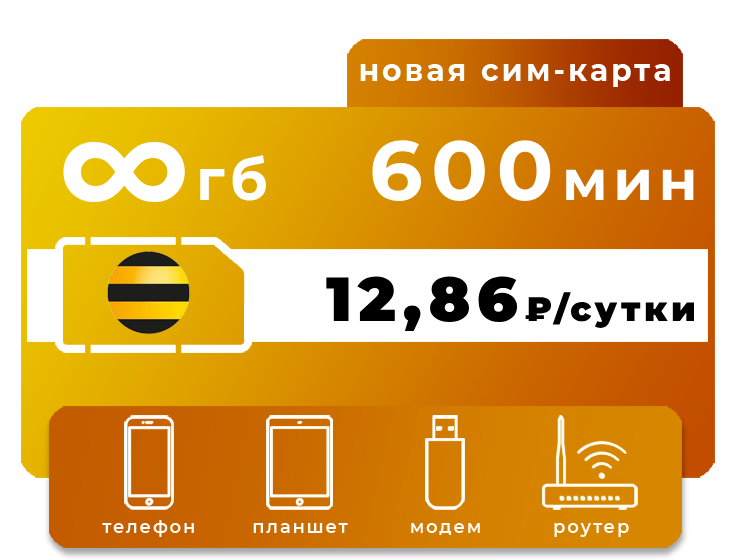 новая сим-карта
∞ гб 600 мин
12,86 ₽/сутки
телефон планшет модем роутер